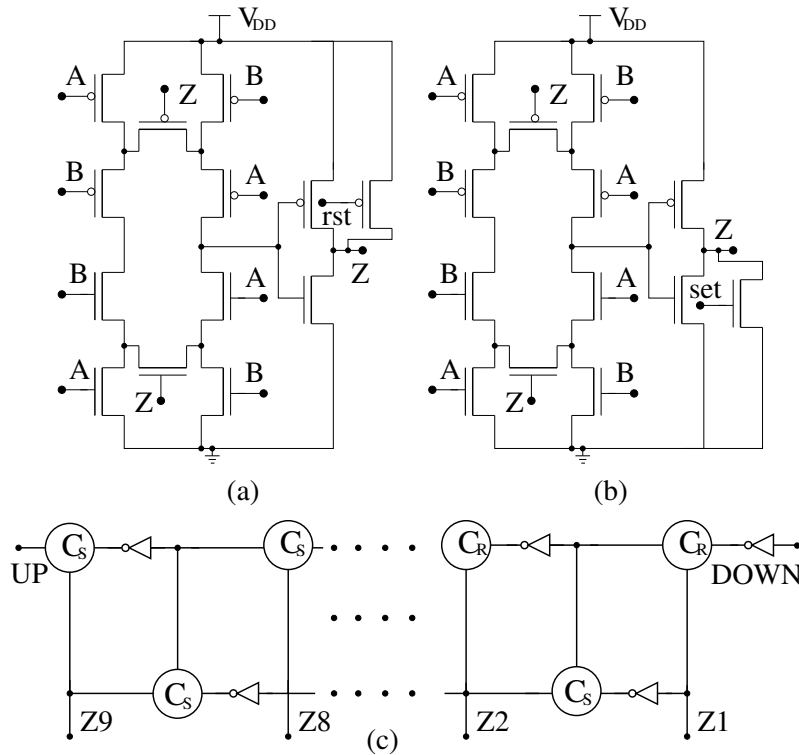 V_DD V_DD
A Z B A Z B
B A B A
rst
Z Z
B A B A set
A Z B A Z B
(a) (b)
C_S C_S C_R C_R
UP DOWN
C_S C_S
Z9 Z8 Z2 Z1
(c)